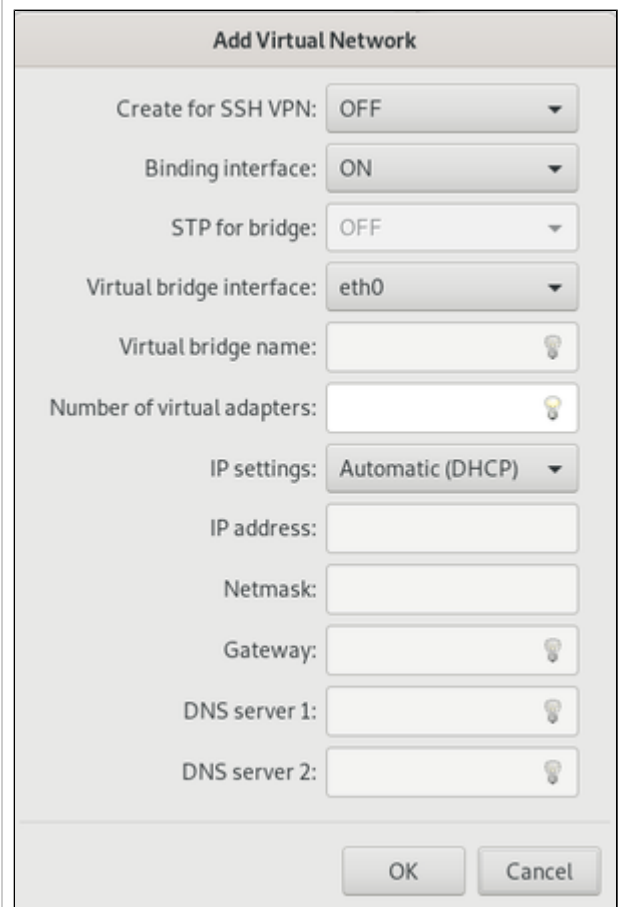 Add Virtual Network
Create for SSH VPN: OFF
Binding interface: ON
STP for bridge: OFF
Virtual bridge interface: eth0
Virtual bridge name:
Number of virtual adapters:
IP settings: Automatic (DHCP)
IP address:
Netmask:
Gateway:
DNS server 1:
DNS server 2:
OK Cancel